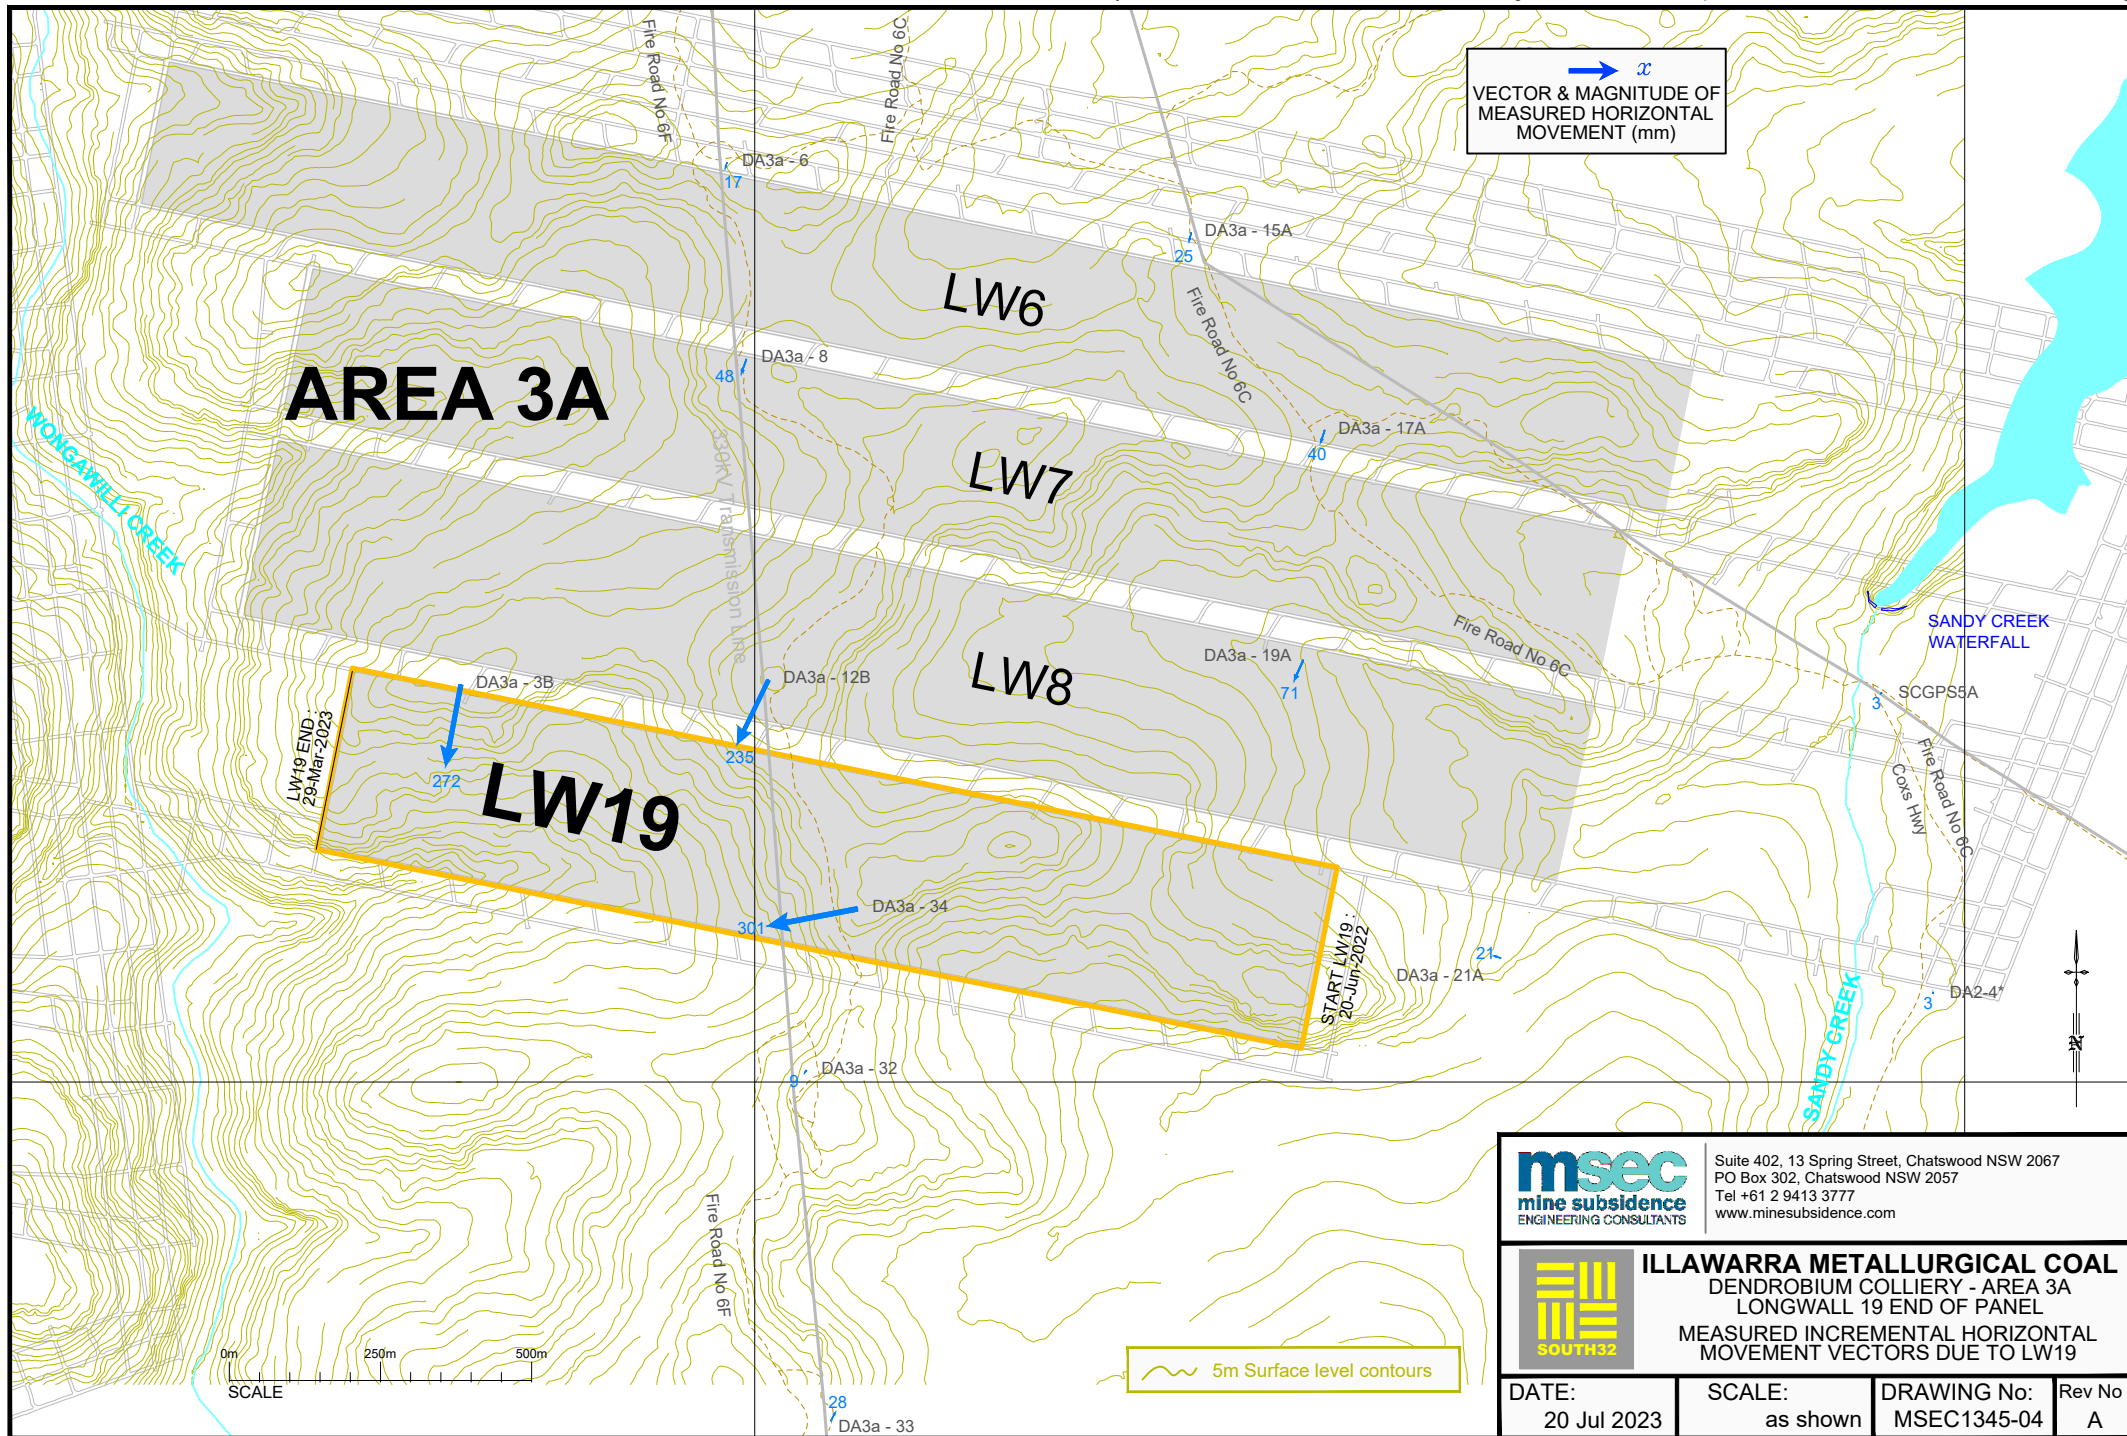 Fire Road No 6F
Fire Road No 6C
x
VECTOR & MAGNITUDE OF
MEASURED HORIZONTAL
MOVEMENT (mm)
DA3a - 6
17
DA3a - 15A
25
LW6
Fire Road No 6C
DA3a - 8
48
AREA 3A
DA3a - 17A
40
WONGAWILLI CREEK
330kV Transmission Line
LW7
SANDY CREEK
WATERFALL
Fire Road No 6C
DA3a - 19A
71
LW8
DA3a - 3B
272
DA3a - 12B
235
SCGPS5A
3
LW19 END :
29-Mar-2023
LW19
Fire Road No 6C
Coxs Hwy
DA3a - 34
301
START LW19 :
20-Jun-2022
21
DA3a - 21A
DA2-4*
3
SANDY CREEK
N
DA3a - 32
9
Fire Road No 6F
msec
mine subsidence
ENGINEERING CONSULTANTS
Suite 402, 13 Spring Street, Chatswood NSW 2067
PO Box 302, Chatswood NSW 2057
Tel +61 2 9413 3777
www.minesubsidence.com
SOUTH32
ILLAWARRA METALLURGICAL COAL
DENDROBIUM COLLIERY - AREA 3A
LONGWALL 19 END OF PANEL
MEASURED INCREMENTAL HORIZONTAL
MOVEMENT VECTORS DUE TO LW19
0m 250m 500m
SCALE
5m Surface level contours
28
DA3a - 33
DATE:
20 Jul 2023
SCALE:
as shown
DRAWING No:
MSEC1345-04
Rev No
A